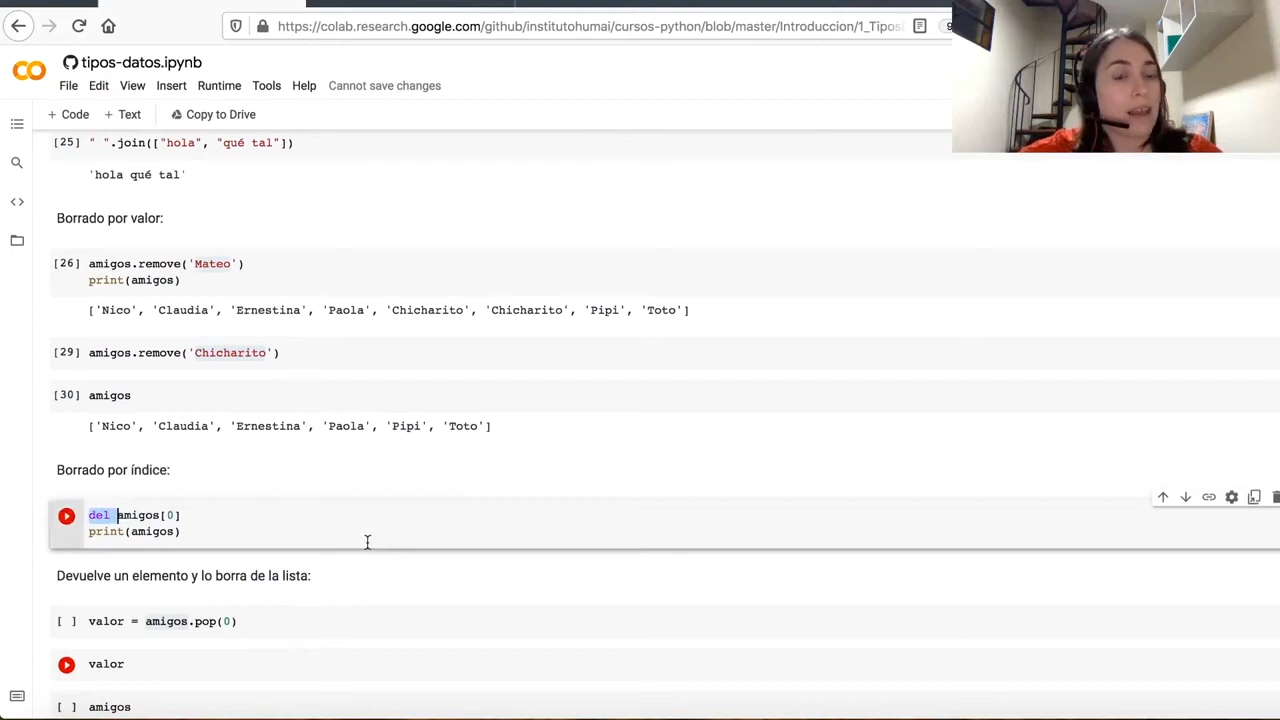 https://colab.research.google.com/github/institutohumai/cursos-python/blob/master/Introduccion/1_Tipos
tipos-datos.ipynb
File Edit View Insert Runtime Tools Help Cannot save changes
+ Code + Text Copy to Drive
[25] " ".join(["hola", "qué tal"])
'hola qué tal'
Borrado por valor:
[26] amigos.remove('Mateo')
print(amigos)
['Nico', 'Claudia', 'Ernestina', 'Paola', 'Chicharito', 'Chicharito', 'Pipi', 'Toto']
[29] amigos.remove('Chicharito')
[30] amigos
['Nico', 'Claudia', 'Ernestina', 'Paola', 'Pipi', 'Toto']
Borrado por índice:
del amigos[0]
print(amigos)
Devuelve un elemento y lo borra de la lista:
[ ] valor = amigos.pop(0)
valor
[ ] amigos